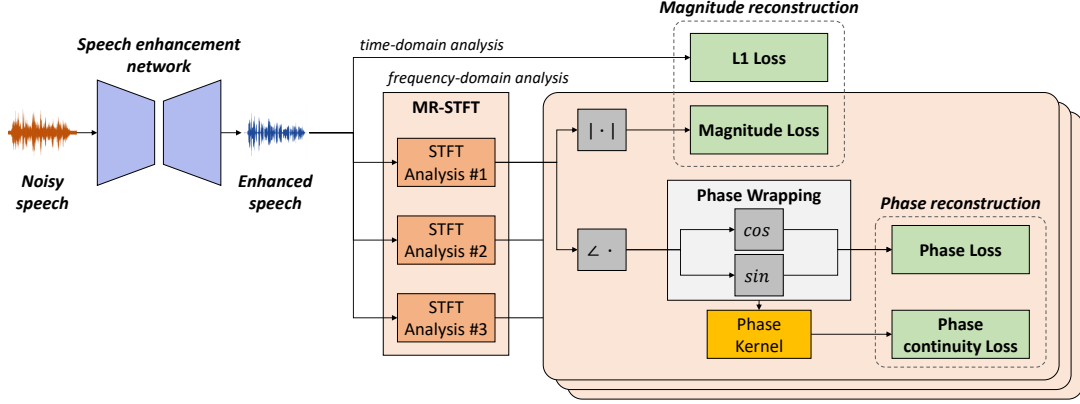 Magnitude reconstruction
Speech enhancement
network
time-domain analysis
L1 Loss
frequency-domain analysis
MR-STFT
| · |
Magnitude Loss
STFT
Analysis #1
Noisy
speech
Enhanced
speech
Phase Wrapping
Phase reconstruction
cos
STFT
Analysis #2
∠ ·
Phase Loss
sin
STFT
Analysis #3
Phase
Kernel
Phase
continuity Loss